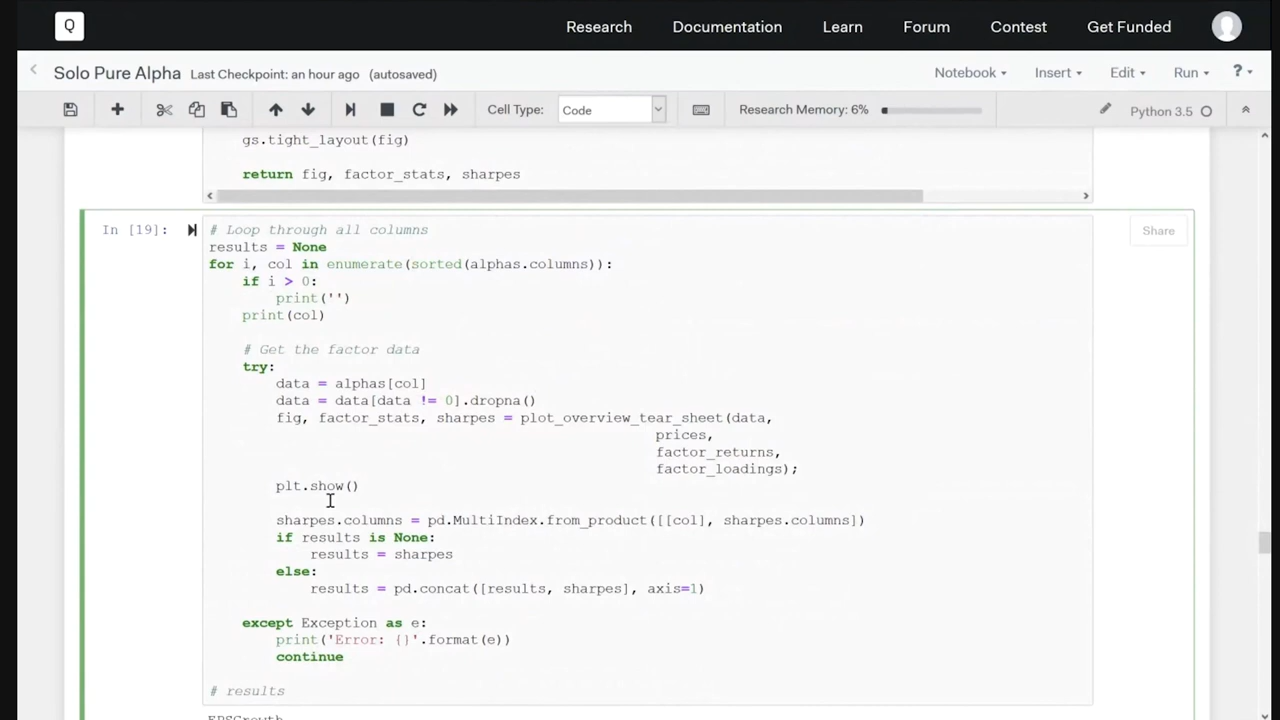 Q Research Documentation Learn Forum Contest Get Funded
Solo Pure Alpha Last Checkpoint: an hour ago (autosaved) Notebook Insert Edit Run ?
Cell Type: Code Research Memory: 6% Python 3.5
gs.tight_layout(fig)
return fig, factor_stats, sharpes
In [19]: # Loop through all columns Share
results = None
for i, col in enumerate(sorted(alphas.columns)):
if i > 0:
print('')
print(col)
# Get the factor data
try:
data = alphas[col]
data = data[data != 0].dropna()
fig, factor_stats, sharpes = plot_overview_tear_sheet(data,
prices,
factor_returns,
factor_loadings);
plt.show()
sharpes.columns = pd.MultiIndex.from_product([[col], sharpes.columns])
if results is None:
results = sharpes
else:
results = pd.concat([results, sharpes], axis=1)
except Exception as e:
print('Error: {}'.format(e))
continue
# results
EPSGrowth